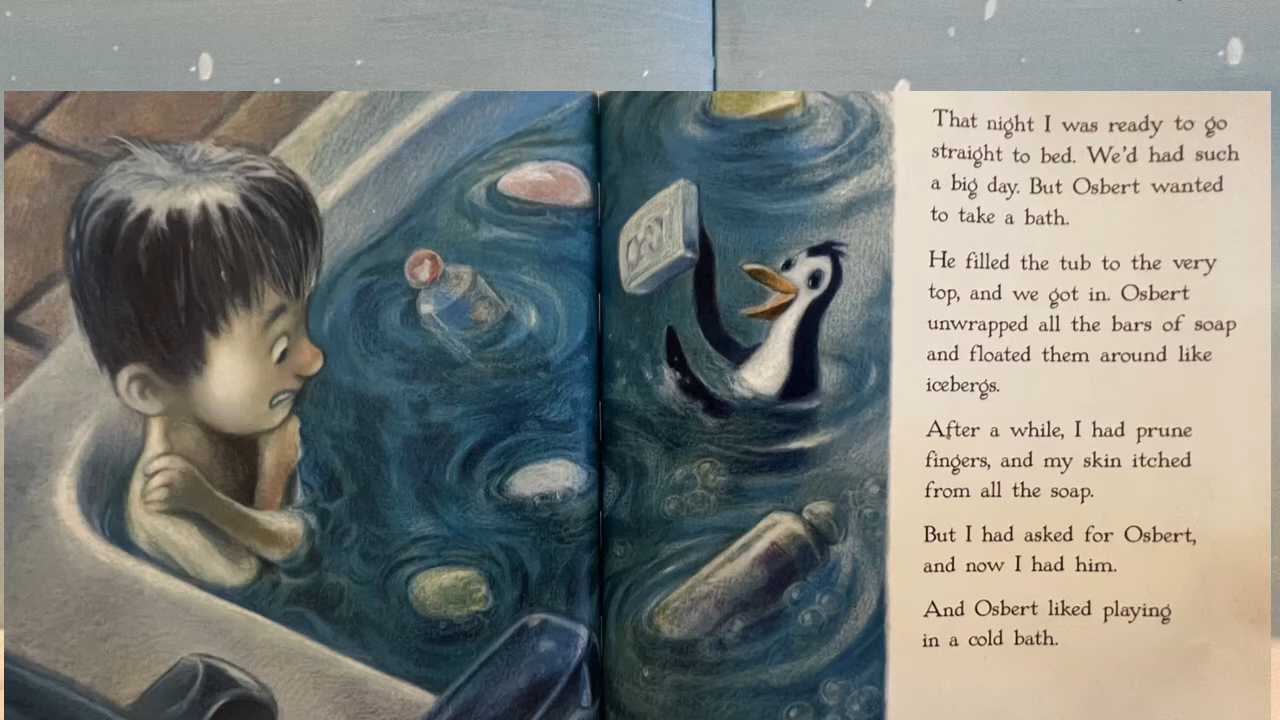 That night I was ready to go
straight to bed. We'd had such
a big day. But Osbert wanted
to take a bath.
He filled the tub to the very
top, and we got in. Osbert
unwrapped all the bars of soap
and floated them around like
icebergs.
After a while, I had prune
fingers, and my skin itched
from all the soap.
But I had asked for Osbert,
and now I had him.
And Osbert liked playing
in a cold bath.